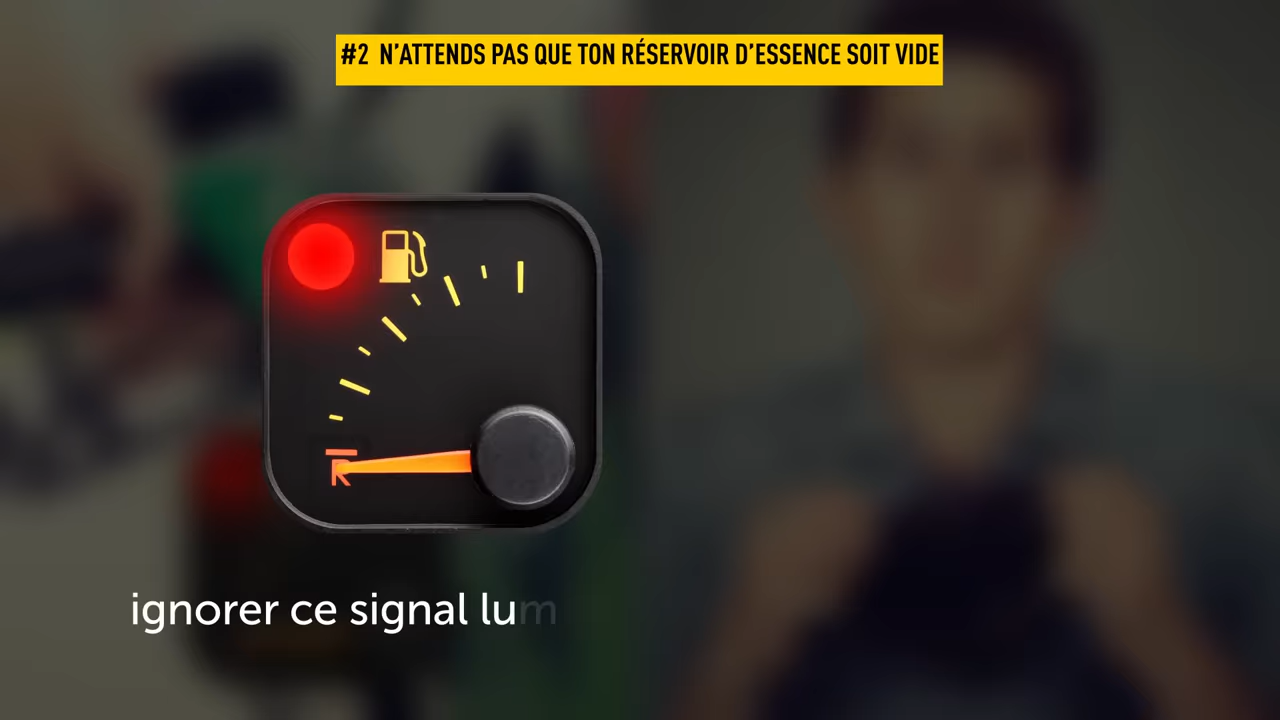 #2 N'ATTENDS PAS QUE TON RÉSERVOIR D'ESSENCE SOIT VIDE
R
ignorer ce signal lum